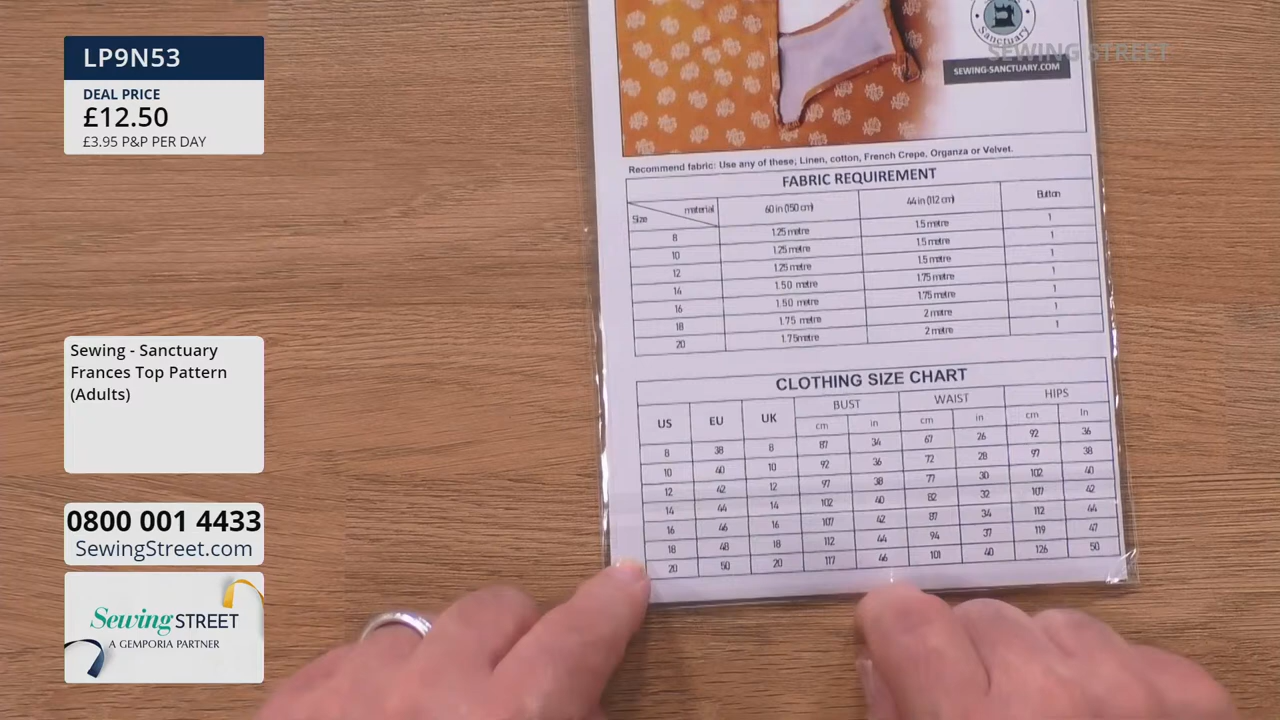 LP9N53
DEAL PRICE
£12.50
£3.95 P&P PER DAY
Sewing - Sanctuary
Frances Top Pattern
(Adults)
0800 001 4433
SewingStreet.com
Sewing STREET
A GEMPORIA PARTNER
Sanctuary
SEWING STREET
SEWING-SANCTUARY.COM
Recommend fabric: Use any of these; Linen, cotton, French Crepe, Organza or Velvet.
FABRIC REQUIREMENT
Size material 60 in (150 cm) 44 in (112 cm) Button
8 1.25 metre 1.5 metre 1
10 1.25 metre 1.5 metre 1
12 1.25 metre 1.5 metre 1
14 1.50 metre 1.75 metre 1
16 1.50 metre 1.75 metre 1
18 1.75 metre 2 metre 1
20 1.75metre 2 metre 1
CLOTHING SIZE CHART
US EU UK BUST WAIST HIPS
cm in cm in cm In
8 38 8 87 34 67 26 92 36
10 40 10 92 36 72 28 97 38
12 42 12 97 38 77 30 102 40
14 44 14 102 40 82 32 107 42
16 46 16 107 42 87 34 112 44
18 48 18 112 44 94 37 119 47
20 50 20 117 46 101 40 126 50